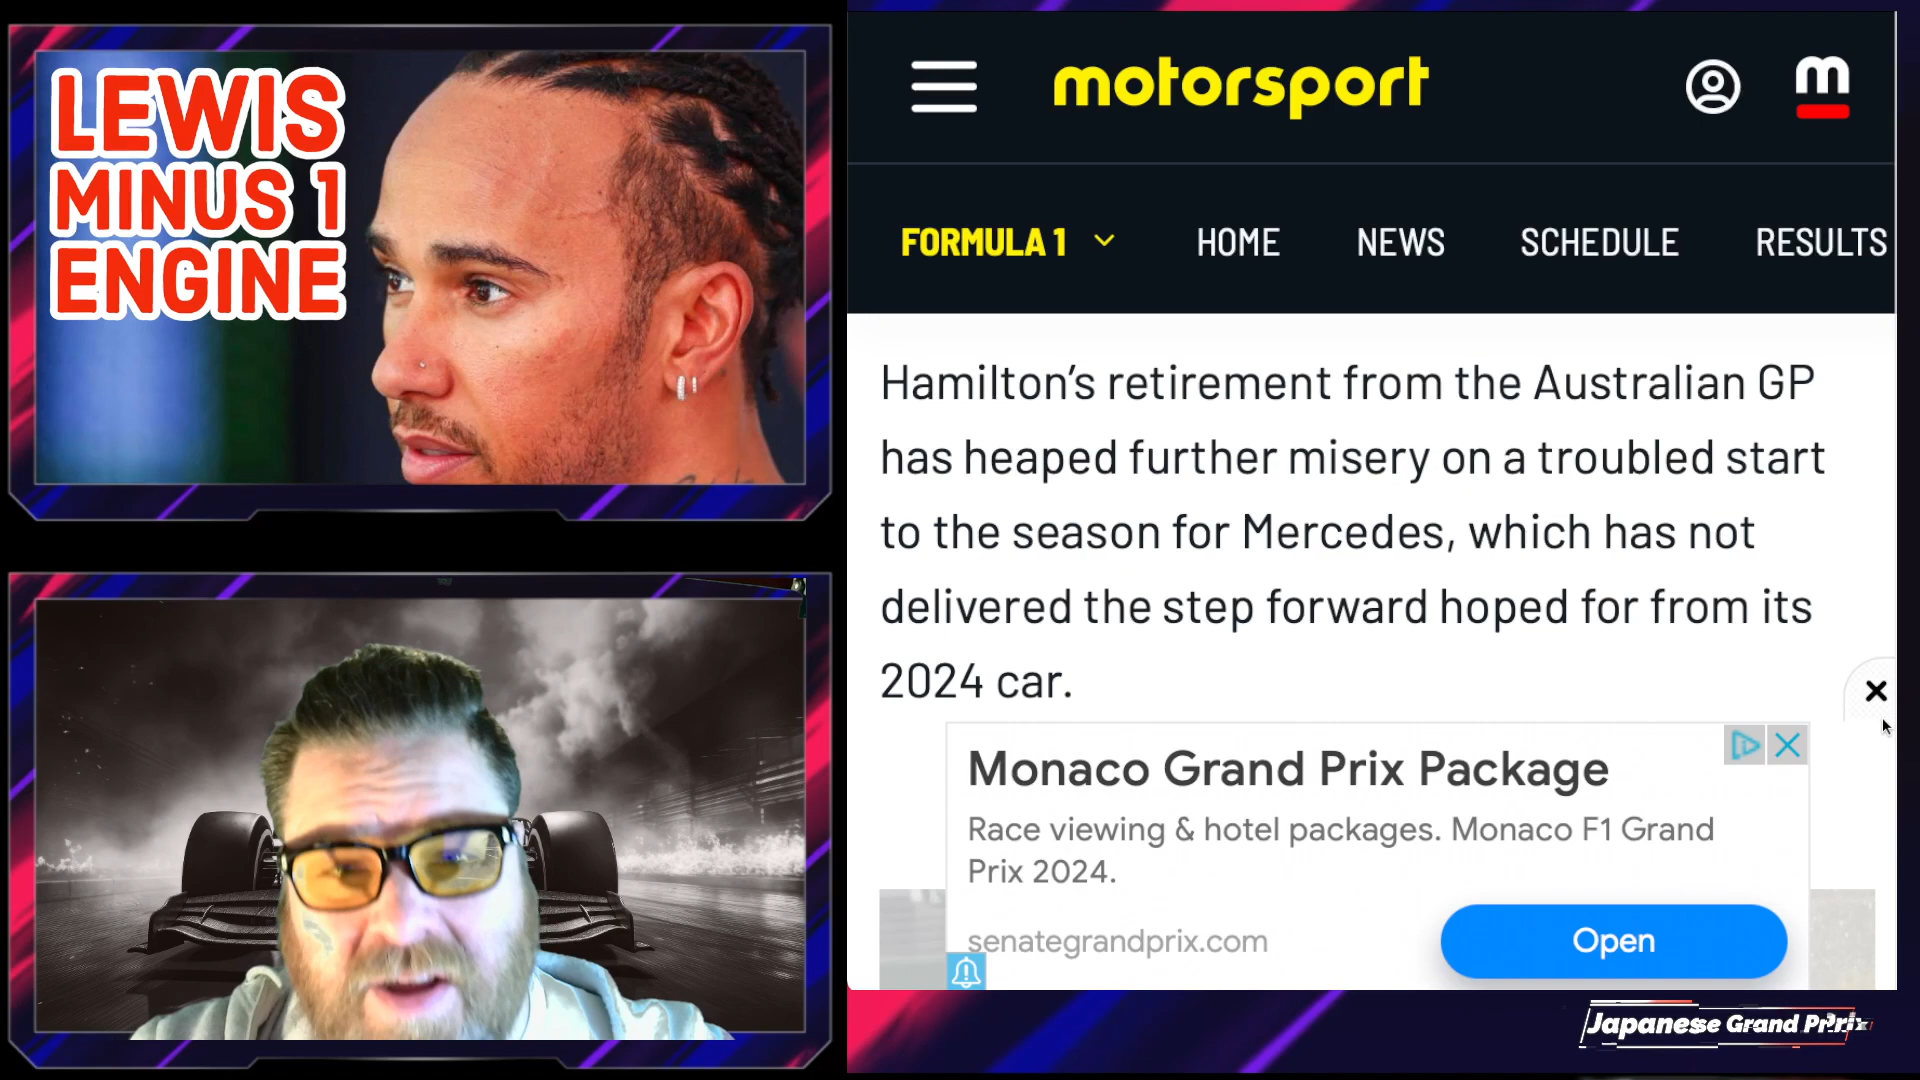 LEWIS
MINUS 1
ENGINE
motorsport
m
FORMULA 1
HOME
NEWS
SCHEDULE
RESULTS
Hamilton’s retirement from the Australian GP
has heaped further misery on a troubled start
to the season for Mercedes, which has not
delivered the step forward hoped for from its
2024 car.
Monaco Grand Prix Package
Race viewing & hotel packages. Monaco F1 Grand
Prix 2024.
senategrandprix.com
Open
Japanese Grand Prix